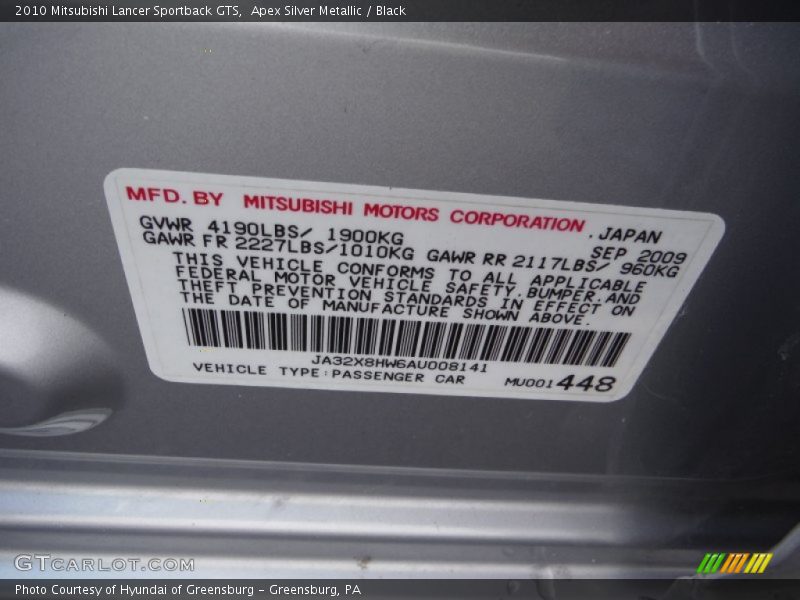 2010 Mitsubishi Lancer Sportback GTS,  Apex Silver Metallic / Black
MFD. BY MITSUBISHI MOTORS CORPORATION. JAPAN
GVWR 4190LBS/ 1900KG SEP 2009
GAWR FR 2227LBS/1010KG GAWR RR 2117LBS/ 960KG
THIS VEHICLE CONFORMS TO ALL APPLICABLE
FEDERAL MOTOR VEHICLE SAFETY,BUMPER,AND
THEFT PREVENTION STANDARDS IN EFFECT ON
THE DATE OF MANUFACTURE SHOWN ABOVE.
JA32X8HW6AU008141
VEHICLE TYPE:PASSENGER CAR MU001448
GTCARLOT.COM
Photo Courtesy of Hyundai of Greensburg - Greensburg, PA